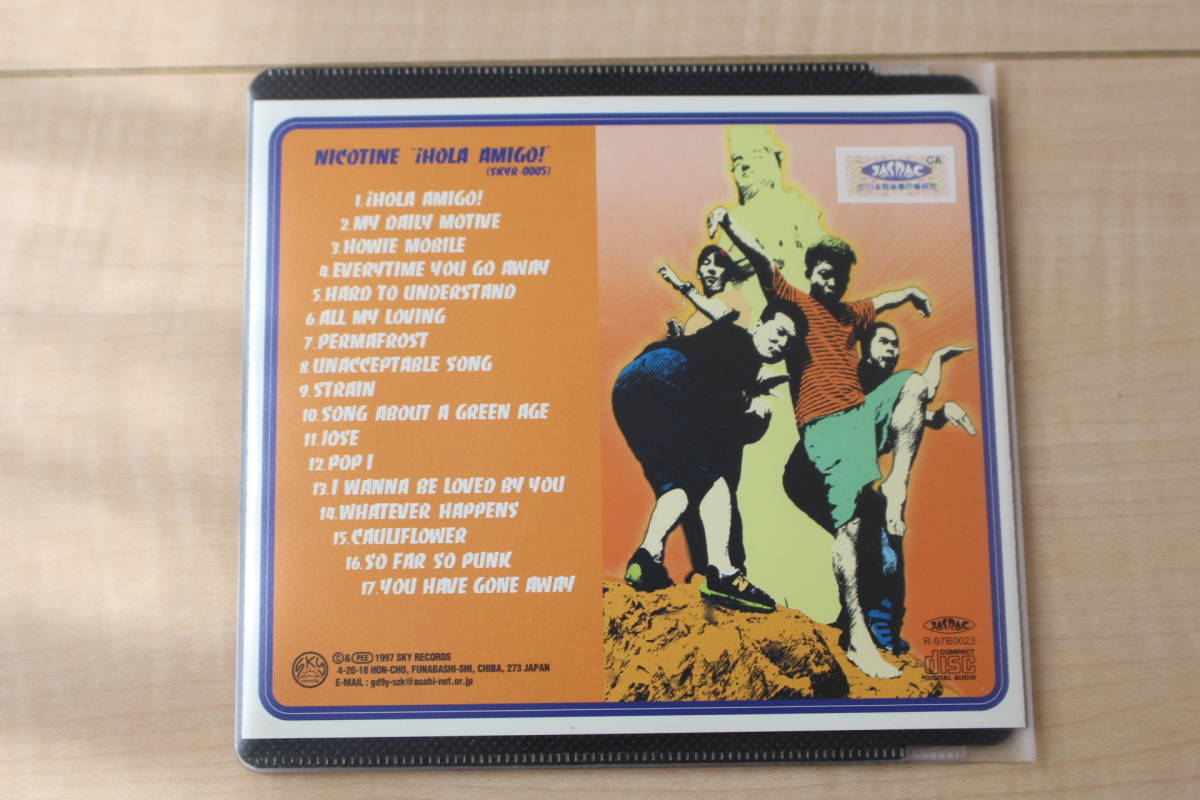 NICOTINE "¡HOLA AMIGO!"
(SKYR-0005)
1. ¡HOLA AMIGO!
2. MY DAILY MOTIVE
3. HOWIE MOBILE
4. EVERYTIME YOU GO AWAY
5. HARD TO UNDERSTAND
6. ALL MY LOVING
7. PERMAFROST
8. UNACCEPTABLE SONG
9. STRAIN
10. SONG ABOUT A GREEN AGE
11. JOSE
12. POP I
13. I WANNA BE LOVED BY YOU
14. WHATEVER HAPPENS
15. CAULIFLOWER
16. SO FAR SO PUNK
17. YOU HAVE GONE AWAY
SKY
C & PEE 1997 SKY RECORDS
4-20-18 HON-CHO, FUNABASHI-SHI, CHIBA, 273 JAPAN
E-MAIL : gd9y-szk@asahi-net.or.jp
CA
JASRAC
N
JASRAC
R-97B0023
COMPACT
disc
DIGITAL AUDIO